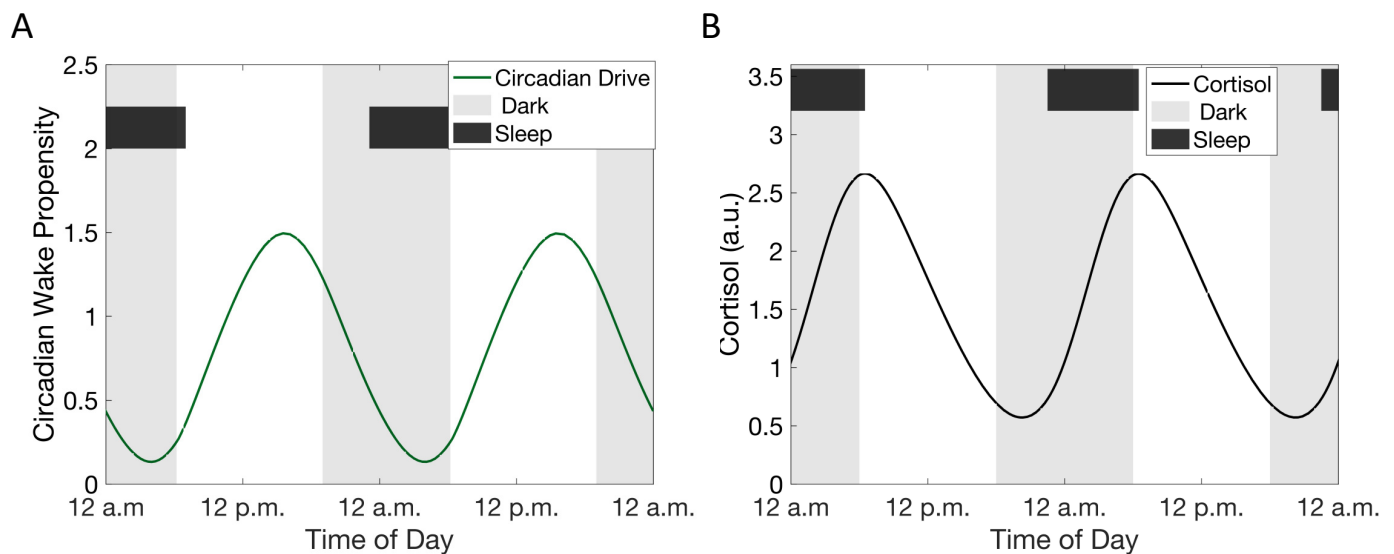 A
2.5
2
1.5
1
0.5
0
Circadian Wake Propensity
Circadian Drive
Dark
Sleep
12 a.m
12 p.m.
12 a.m.
12 p.m.
12 a.m.
Time of Day
B
3.5
3
2.5
2
1.5
1
0.5
0
Cortisol (a.u.)
Cortisol
Dark
Sleep
12 a.m
12 p.m.
12 a.m.
12 p.m.
12 a.m.
Time of Day